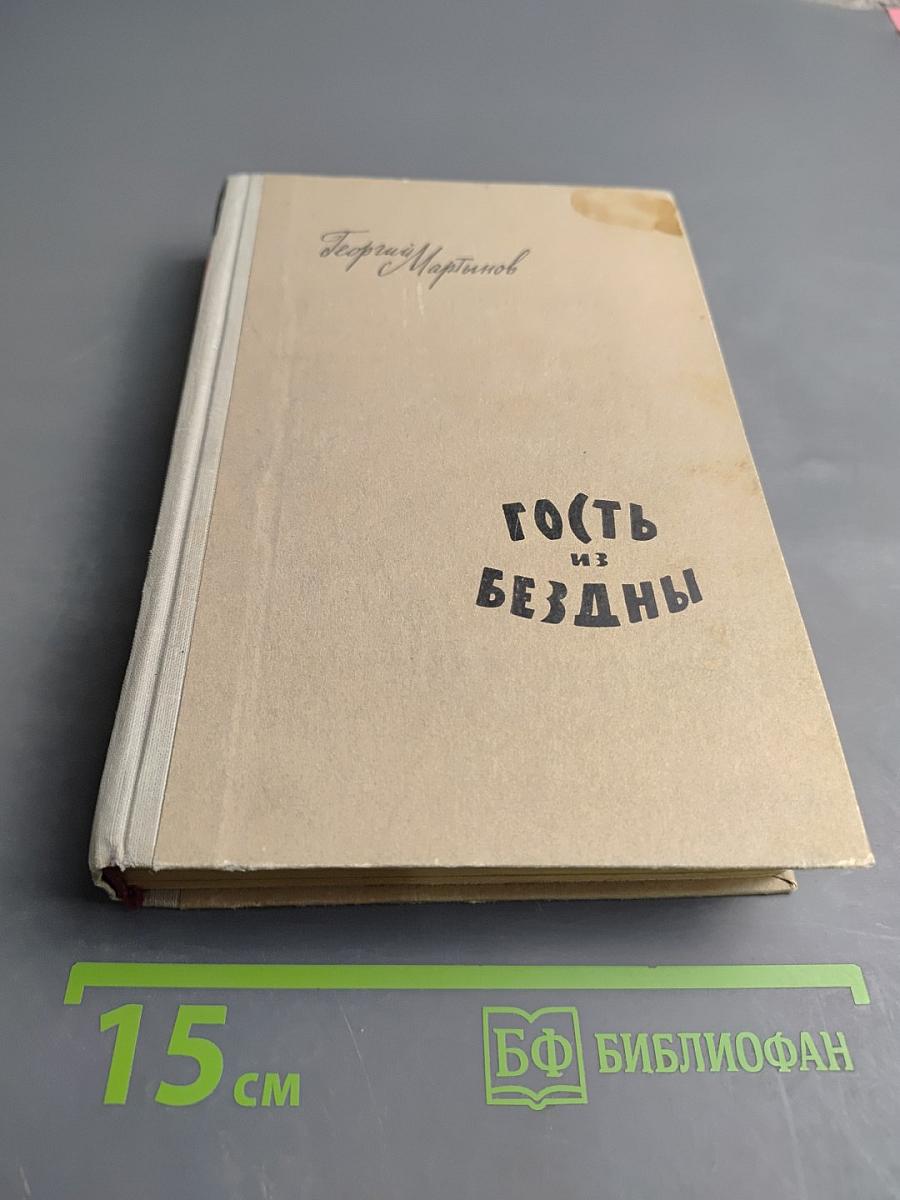 Георгий Мартынов
ГОСТЬ
из
БЕЗДНЫ
15 см
БФ БИБЛИОФАН